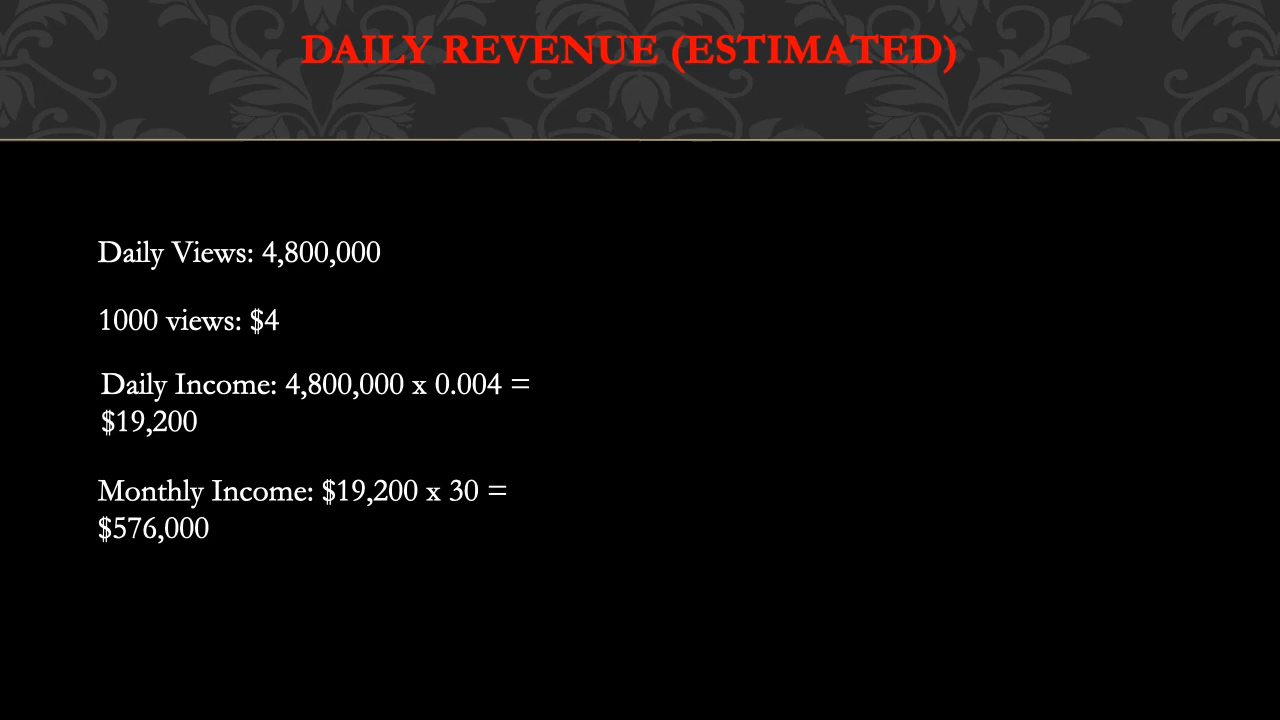 DAILY REVENUE (ESTIMATED)
Daily Views: 4,800,000
1000 views: $4
Daily Income: 4,800,000 x 0.004 =
$19,200
Monthly Income: $19,200 x 30 =
$576,000